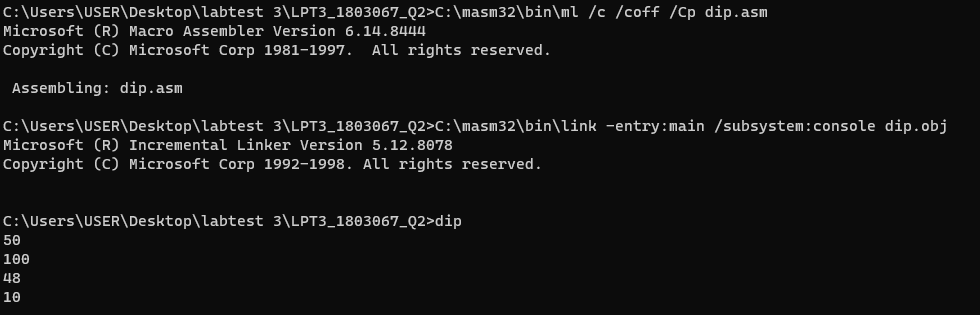 C:\Users\USER\Desktop\labtest 3\LPT3_1803067_Q2>C:\masm32\bin\ml /c /coff /Cp dip.asm
Microsoft (R) Macro Assembler Version 6.14.8444
Copyright (C) Microsoft Corp 1981-1997.  All rights reserved.
 Assembling: dip.asm
C:\Users\USER\Desktop\labtest 3\LPT3_1803067_Q2>C:\masm32\bin\link -entry:main /subsystem:console dip.obj
Microsoft (R) Incremental Linker Version 5.12.8078
Copyright (C) Microsoft Corp 1992-1998. All rights reserved.
C:\Users\USER\Desktop\labtest 3\LPT3_1803067_Q2>dip
50
100
48
10